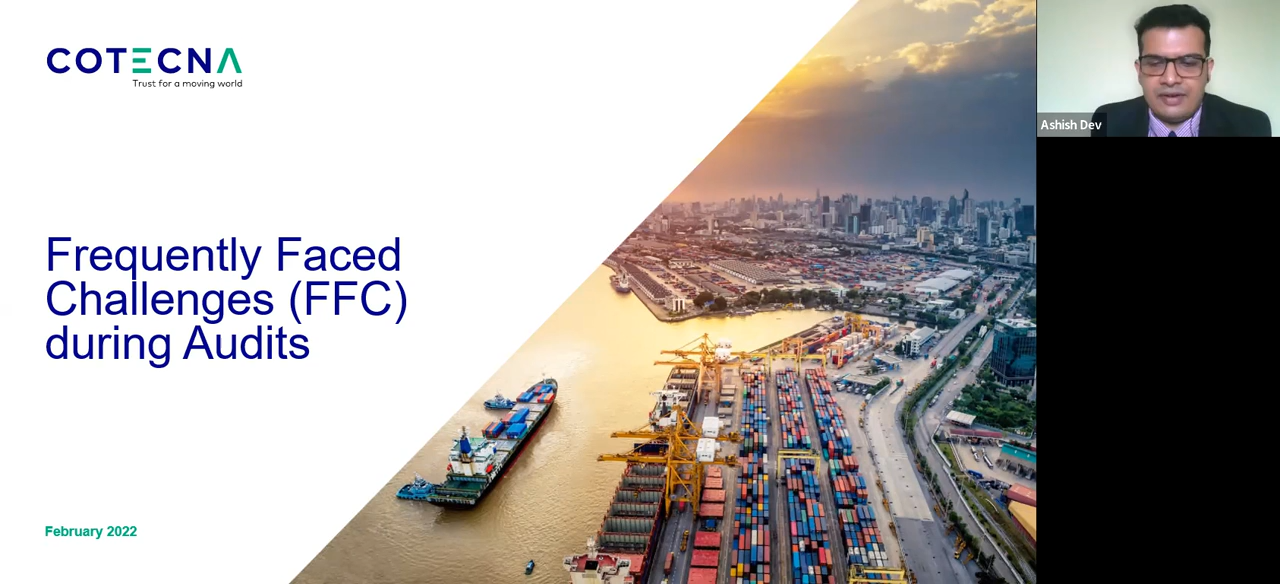 COTECNA
Trust for a moving world
Ashish Dev
Frequently Faced
Challenges (FFC)
during Audits
February 2022